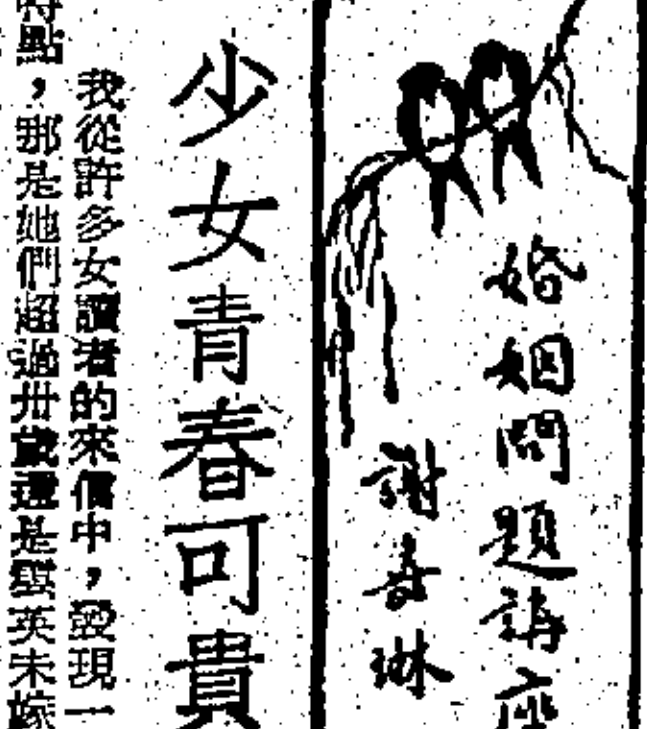 婚姻問題講座
謝春琳
少女青春可貴
我從許多女讀者的來信中，發現一
特點，那是她們超過卅歲還是雲英未嫁